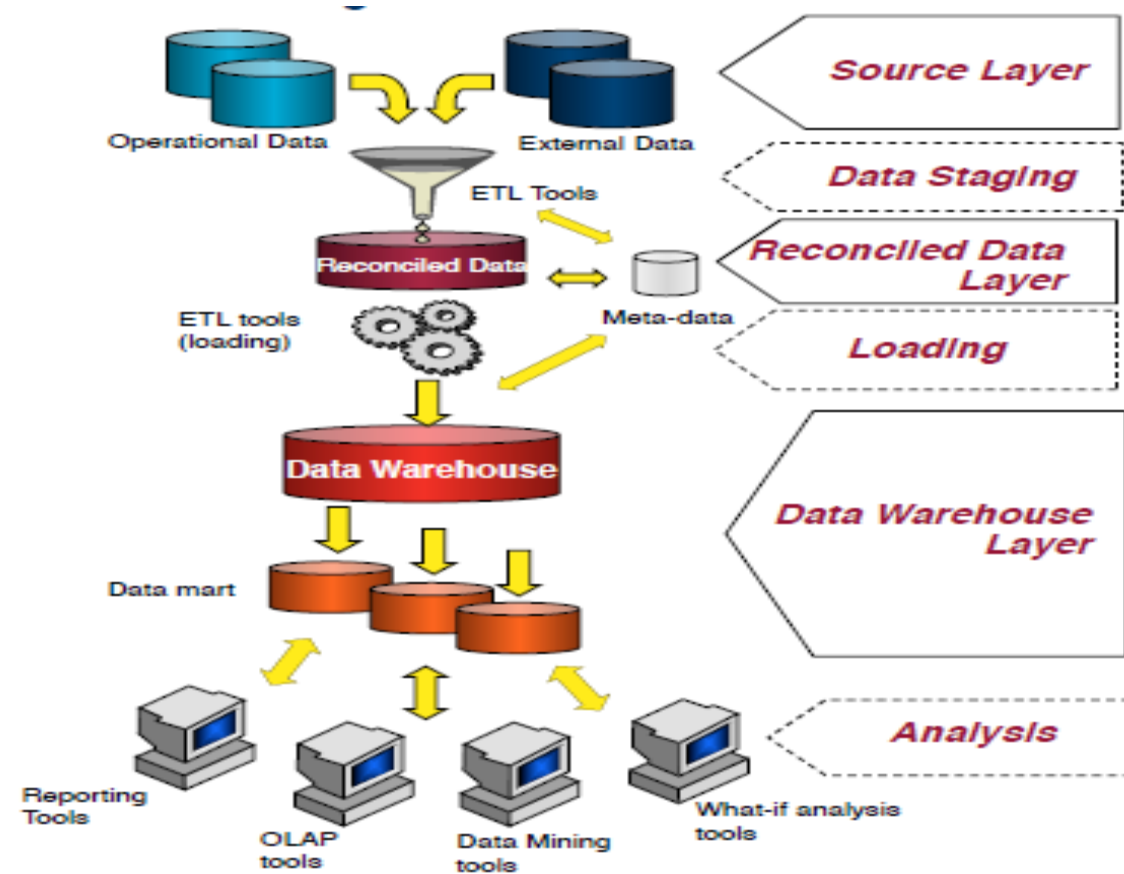 Source Layer
Operational Data
External Data
Data Staging
ETL Tools
Reconciled Data
Reconciled Data
Layer
Meta-data
ETL tools
(loading)
Loading
Data Warehouse
Data Warehouse
Layer
Data mart
Analysis
Reporting
Tools
OLAP
tools
Data Mining
tools
What-if analysis
tools